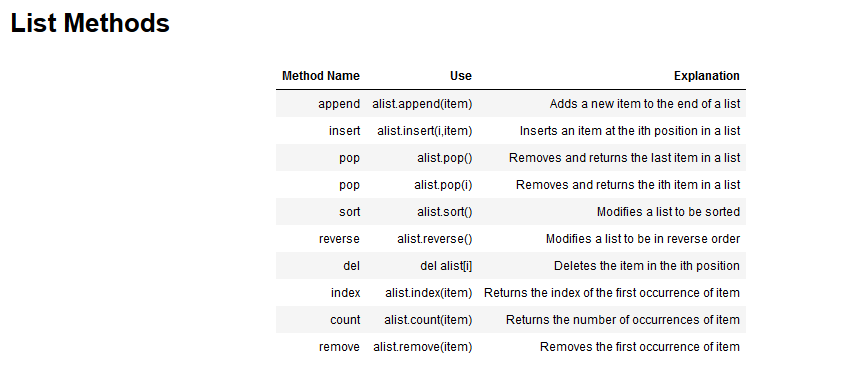 List Methods
Method Name Use Explanation
append alist.append(item) Adds a new item to the end of a list
insert alist.insert(i,item) Inserts an item at the ith position in a list
pop alist.pop() Removes and returns the last item in a list
pop alist.pop(i) Removes and returns the ith item in a list
sort alist.sort() Modifies a list to be sorted
reverse alist.reverse() Modifies a list to be in reverse order
del del alist[i] Deletes the item in the ith position
index alist.index(item) Returns the index of the first occurrence of item
count alist.count(item) Returns the number of occurrences of item
remove alist.remove(item) Removes the first occurrence of item